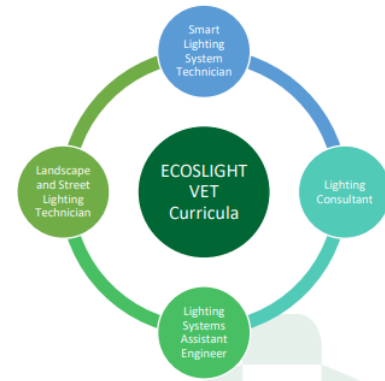 Smart
Lighting
System
Technician
Landscape
and Street
Lighting
Technician
ECOSLIGHT
VET
Curricula
Lighting
Consultant
Lighting
Systems
Assistant
Engineer